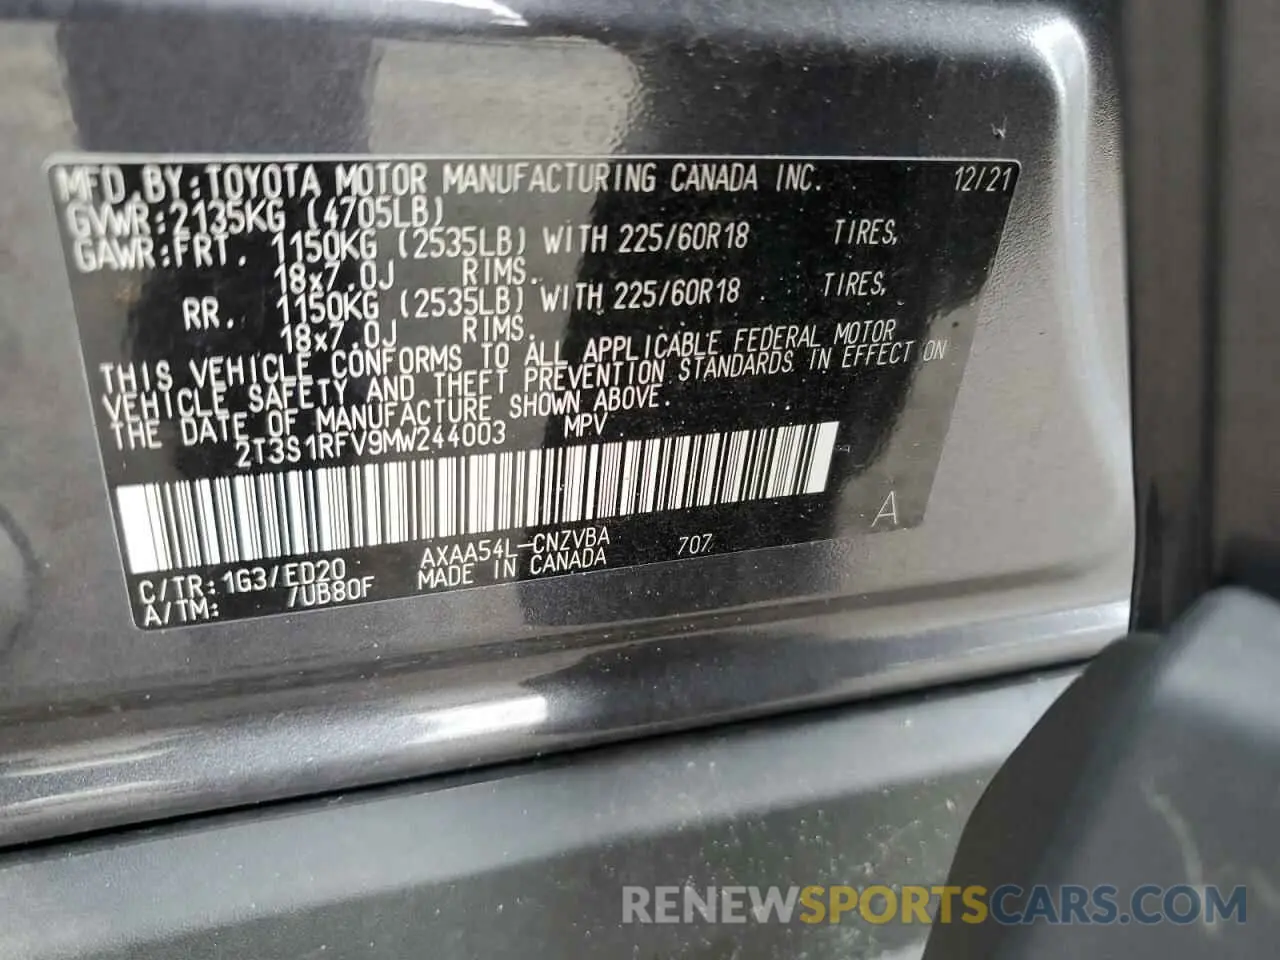 MFD.BY:TOYOTA MOTOR MANUFACTURING CANADA INC. 12/21
GVWR:2135KG (4705LB)
GAWR:FRT. 1150KG (2535LB) WITH 225/60R18 TIRES,
18x7.0J RIMS.
RR. 1150KG (2535LB) WITH 225/60R18 TIRES,
18x7.0J RIMS.
THIS VEHICLE CONFORMS TO ALL APPLICABLE FEDERAL MOTOR
VEHICLE SAFETY AND THEFT PREVENTION STANDARDS IN EFFECT ON
THE DATE OF MANUFACTURE SHOWN ABOVE.
2T3S1RFV9MW244003 MPV
A
C/TR:1G3/ED20 AXAA54L-CNZVBA 707
A/TM: /UB80F MADE IN CANADA
RENEWSPORTSCARS.COM